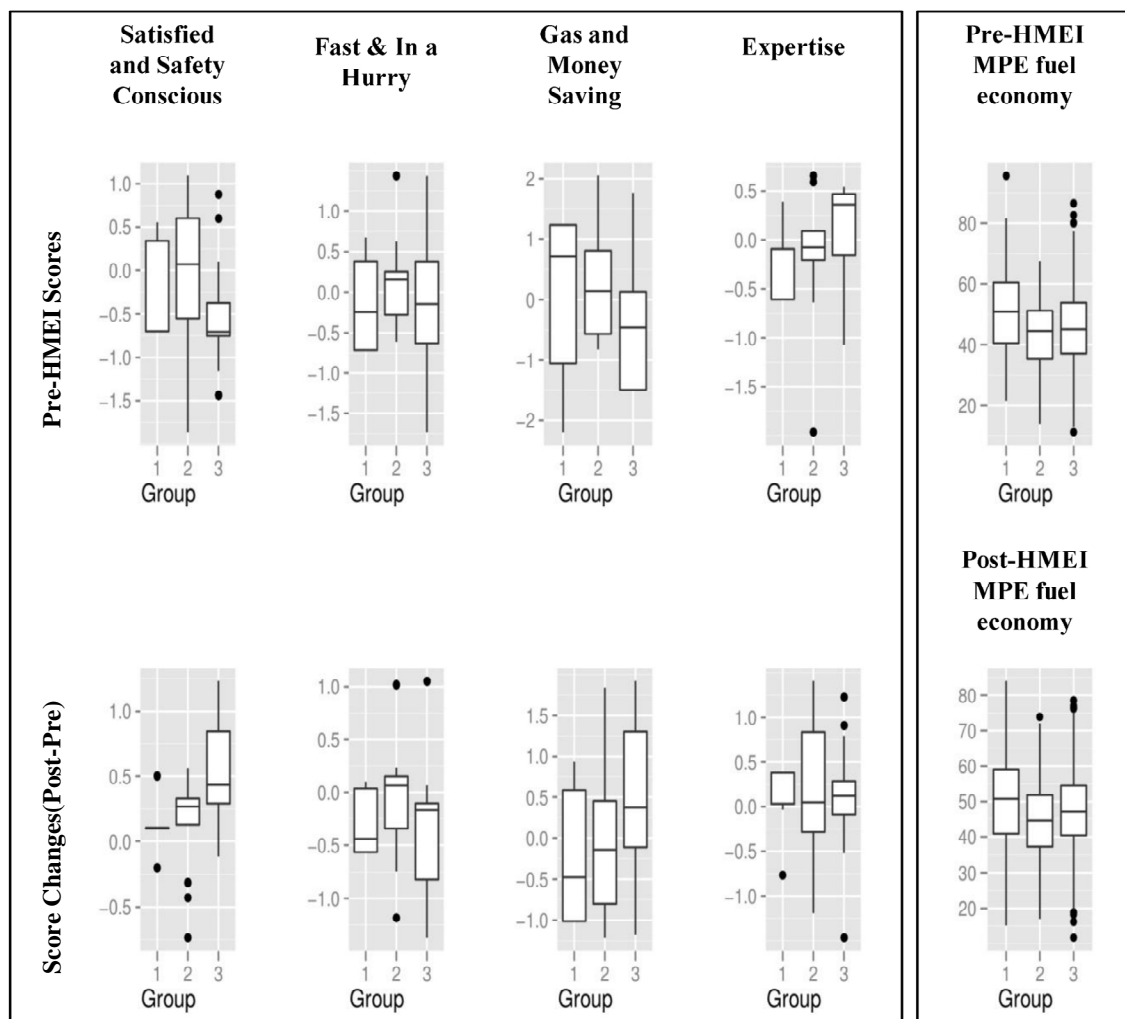 Satisfied
and Safety
Conscious
Fast & In a
Hurry
Gas and
Money
Saving
Expertise
Pre-HMEI
MPE fuel
economy
Pre-HMEI Scores
1.0
0.5
0.0
−0.5
−1.0
−1.5
1 2 3
Group
1.5
1.0
0.5
0.0
−0.5
−1.0
−1.5
1 2 3
Group
2
1
0
−1
−2
1 2 3
Group
0.5
0.0
−0.5
−1.0
−1.5
1 2 3
Group
80
60
40
20
1 2 3
Group
Post-HMEI
MPE fuel
economy
Score Changes(Post-Pre)
1.0
0.5
0.0
−0.5
1 2 3
Group
1.0
0.5
0.0
−0.5
−1.0
1 2 3
Group
1.5
1.0
0.5
0.0
−0.5
−1.0
1 2 3
Group
1.0
0.5
0.0
−0.5
−1.0
1 2 3
Group
80
70
60
50
40
30
20
1 2 3
Group